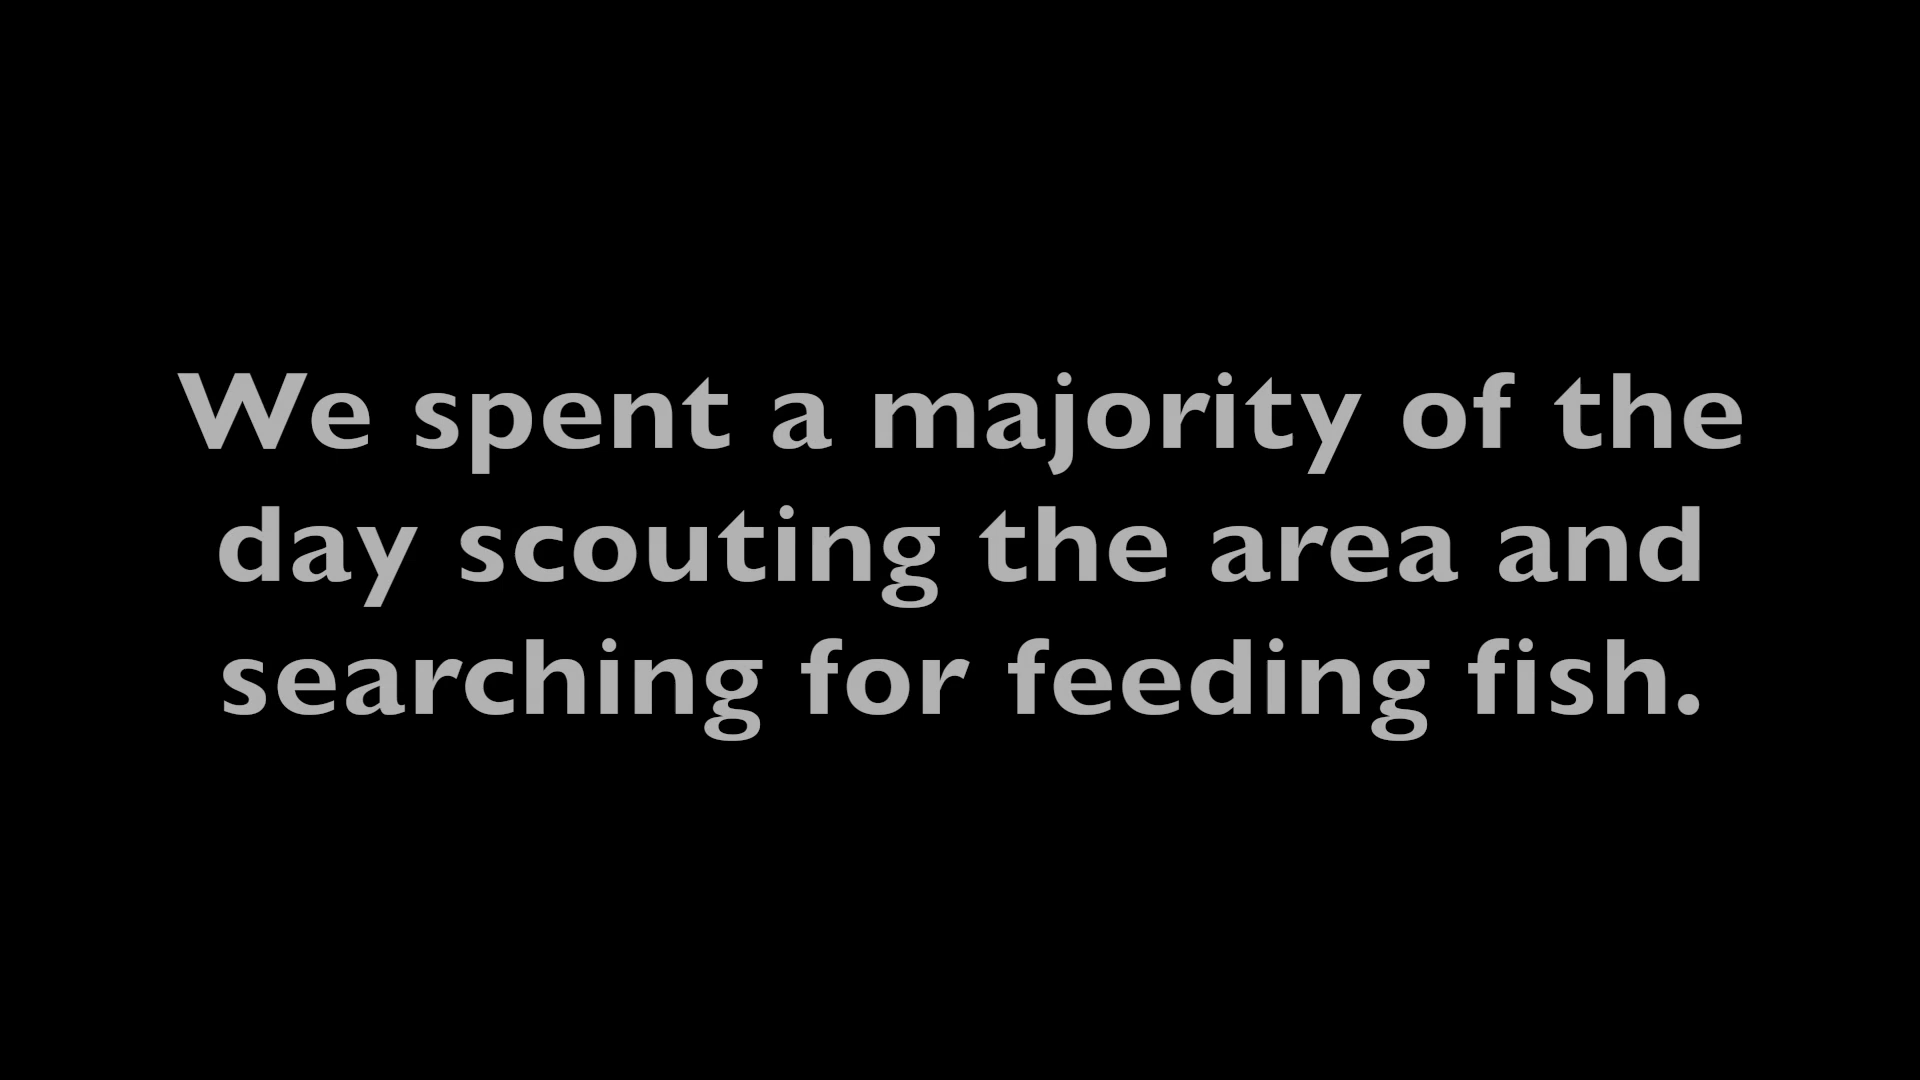 We spent a majority of the
day scouting the area and
searching for feeding fish.